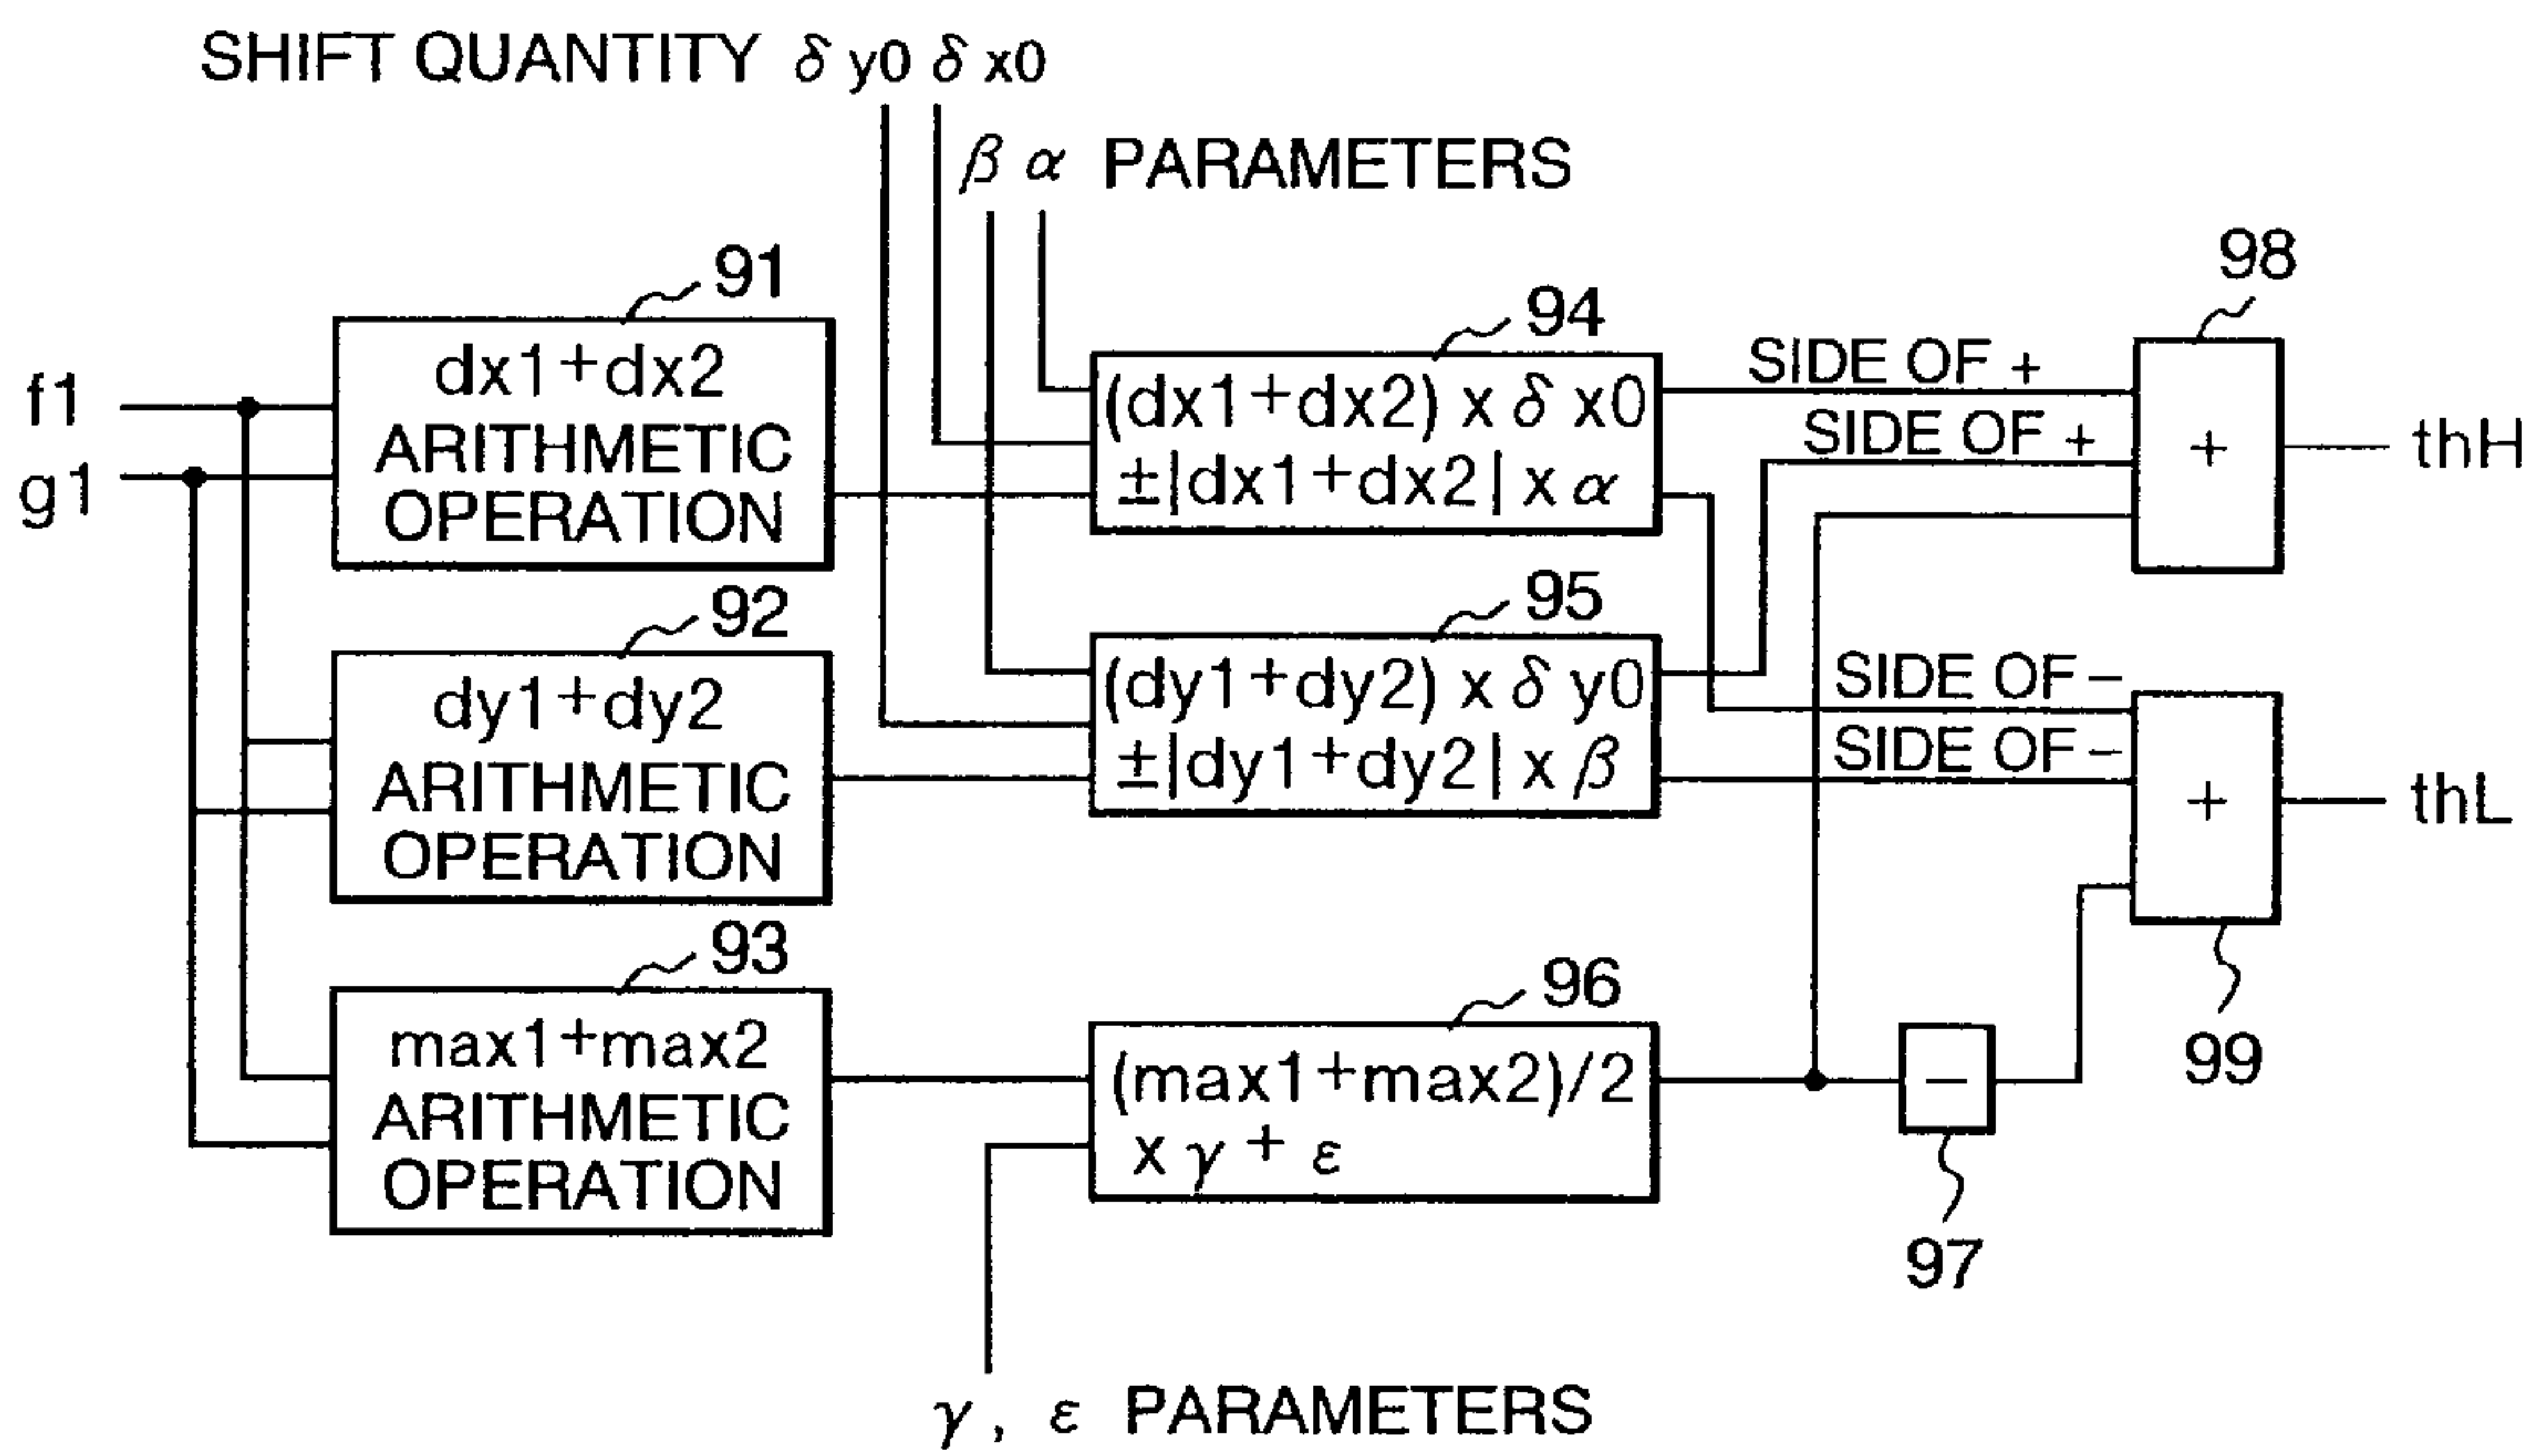 SHIFT QUANTITY δ y0 δ x0
β α PARAMETERS
91
98
94
f1
g1
dx1+dx2
ARITHMETIC
OPERATION
(dx1+dx2) x δ x0
±|dx1+dx2| x α
SIDE OF +
SIDE OF +
+
thH
92
95
dy1+dy2
ARITHMETIC
OPERATION
(dy1+dy2) x δ y0
±|dy1+dy2| x β
SIDE OF −
SIDE OF −
+
thL
93
96
99
max1+max2
ARITHMETIC
OPERATION
(max1+max2)/2
x γ + ε
−
97
γ , ε PARAMETERS